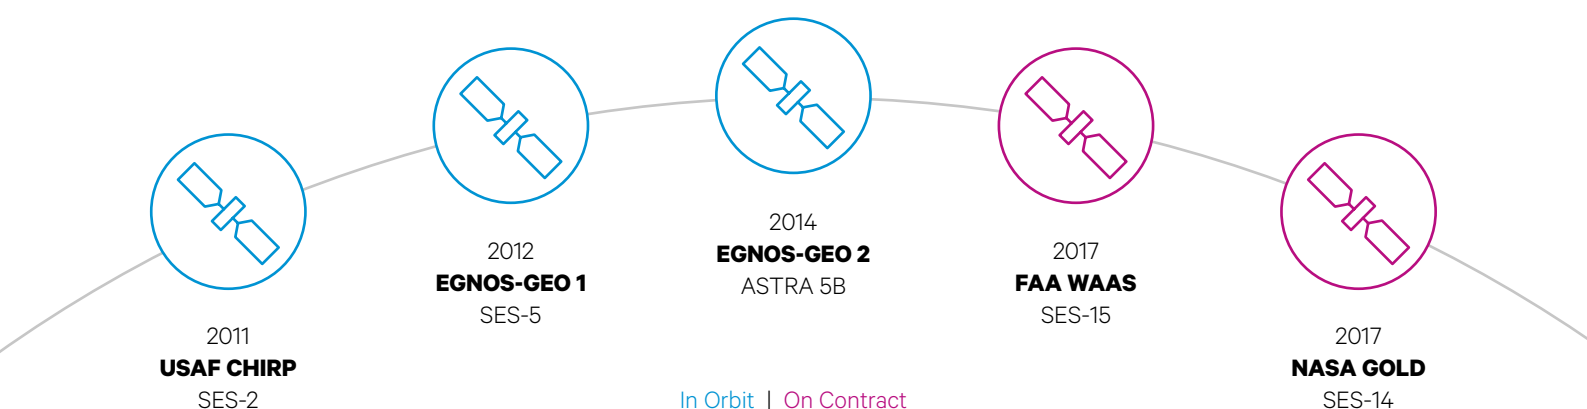 2011
USAF CHIRP
SES-2
2012
EGNOS-GEO 1
SES-5
2014
EGNOS-GEO 2
ASTRA 5B
2017
FAA WAAS
SES-15
2017
NASA GOLD
SES-14
In Orbit | On Contract